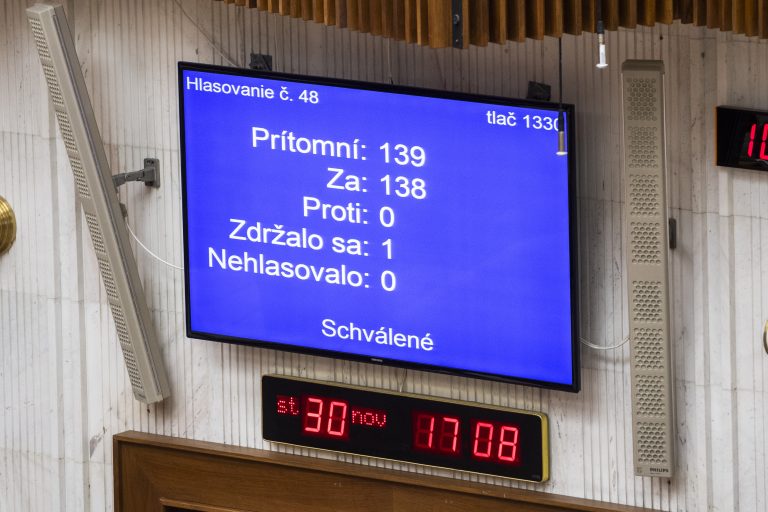 Hlasovanie č. 48
tlač 1330
Prítomní: 139
Za: 138
Proti: 0
Zdržalo sa: 1
Nehlasovalo: 0
Schválené
st 30 nov 17 08
PHILIPS